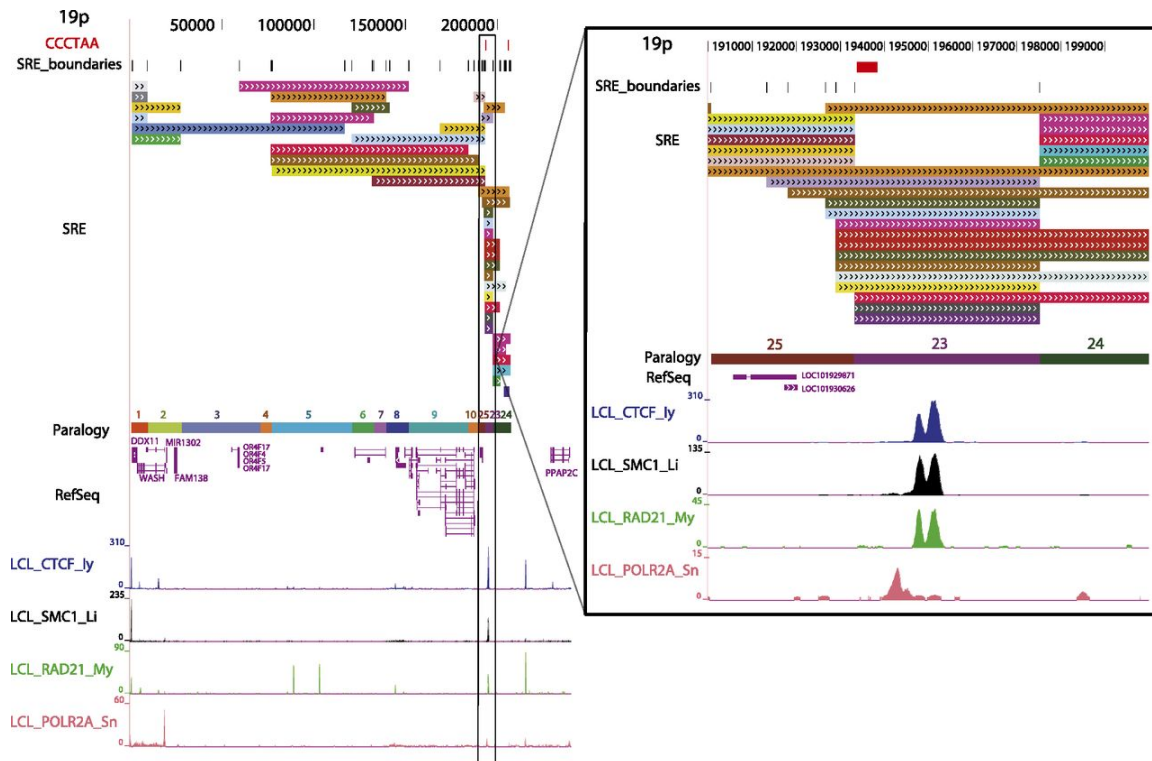 19p 50000 100000 150000 200000
CCCTAA
SRE_boundaries
SRE
Paralogy 1 2 3 4 5 6 7 8 9 10 25 23 24
DDX11 MIR1302
WASH FAM138
OR4F17
OR4F4
OR4F5
OR4F17
PPAP2C
RefSeq
310
LCL_CTCF_Iy
0
235
LCL_SMC1_Li
0
90
LCL_RAD21_My
0
60
LCL_POLR2A_Sn
0
19p 191000 192000 193000 194000 195000 196000 197000 198000 199000
SRE_boundaries
SRE
25 23 24
Paralogy
RefSeq
LOC101929871
LOC101930626
310
LCL_CTCF_Iy
0
135
LCL_SMC1_Li
0
45
LCL_RAD21_My
0
15
LCL_POLR2A_Sn
0